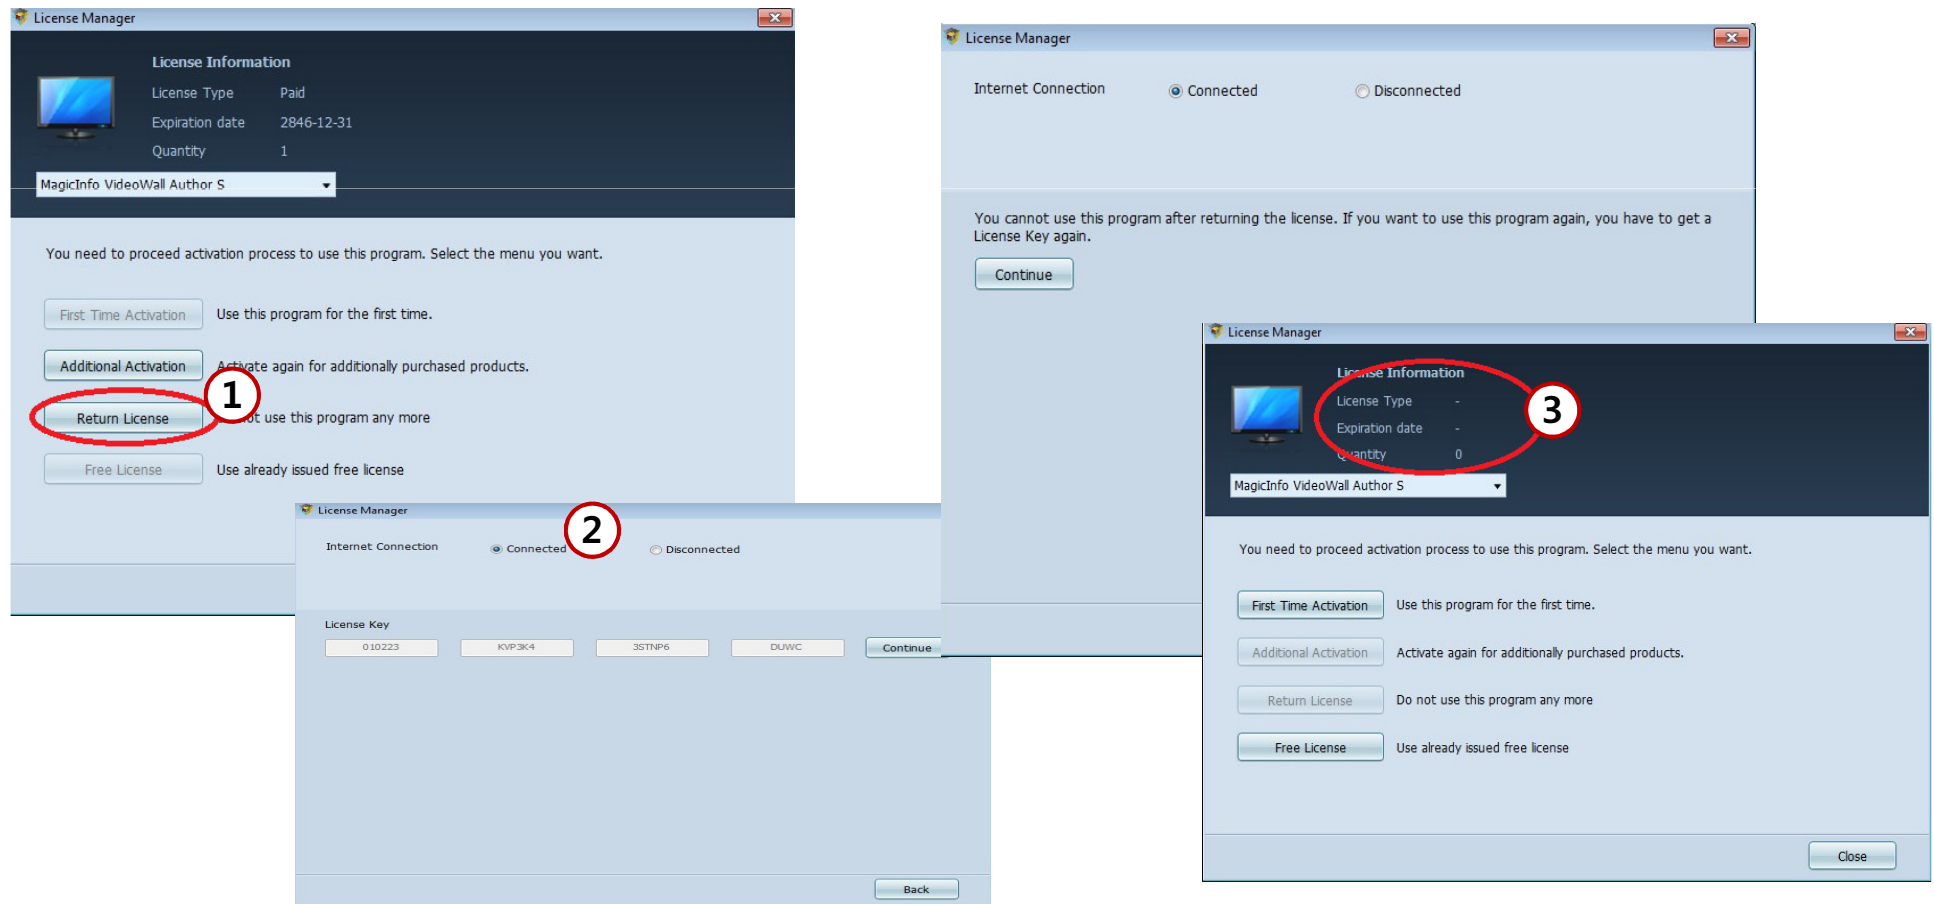 License Manager
License Information
License Type Paid
Expiration date 2846-12-31
Quantity 1
MagicInfo VideoWall Author S
You need to proceed activation process to use this program. Select the menu you want.
First Time Activation Use this program for the first time.
Additional Activation Activate again for additionally purchased products.
1
Return License not use this program any more
Free License Use already issued free license
License Manager
2
Internet Connection Connected Disconnected
License Key
010223 KVP3K4 3STNP6 DUWC Continue
Back
License Manager
Internet Connection Connected Disconnected
You cannot use this program after returning the license. If you want to use this program again, you have to get a
License Key again.
Continue
License Manager
License Information
License Type -
3
Expiration date -
Quantity 0
MagicInfo VideoWall Author S
You need to proceed activation process to use this program. Select the menu you want.
First Time Activation Use this program for the first time.
Additional Activation Activate again for additionally purchased products.
Return License Do not use this program any more
Free License Use already issued free license
Close